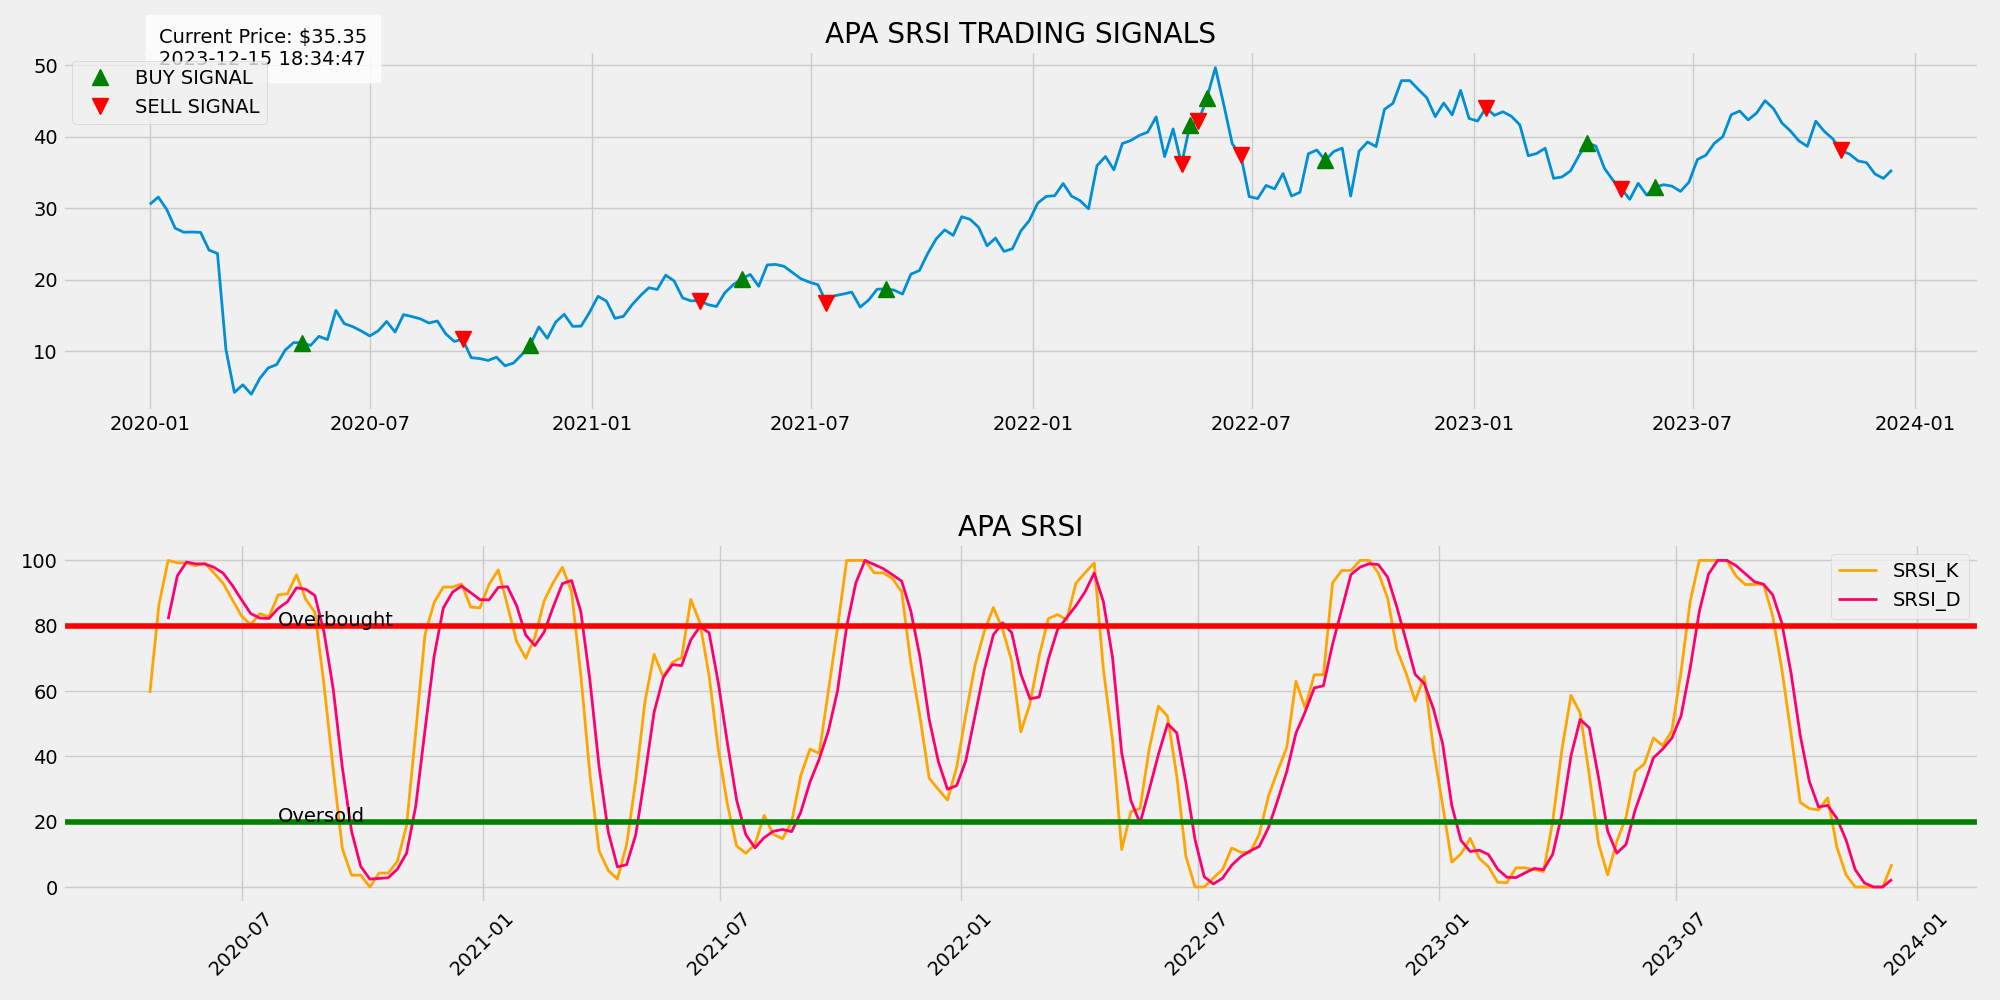 APA SRSI TRADING SIGNALS
Current Price: $35.35
2023-12-15 18:34:47
BUY SIGNAL
SELL SIGNAL
50
40
30
20
10
2020-01 2020-07 2021-01 2021-07 2022-01 2022-07 2023-01 2023-07 2024-01
APA SRSI
SRSI_K
SRSI_D
100
80
60
40
20
0
Overbought
Oversold
2020-07 2021-01 2021-07 2022-01 2022-07 2023-01 2023-07 2024-01